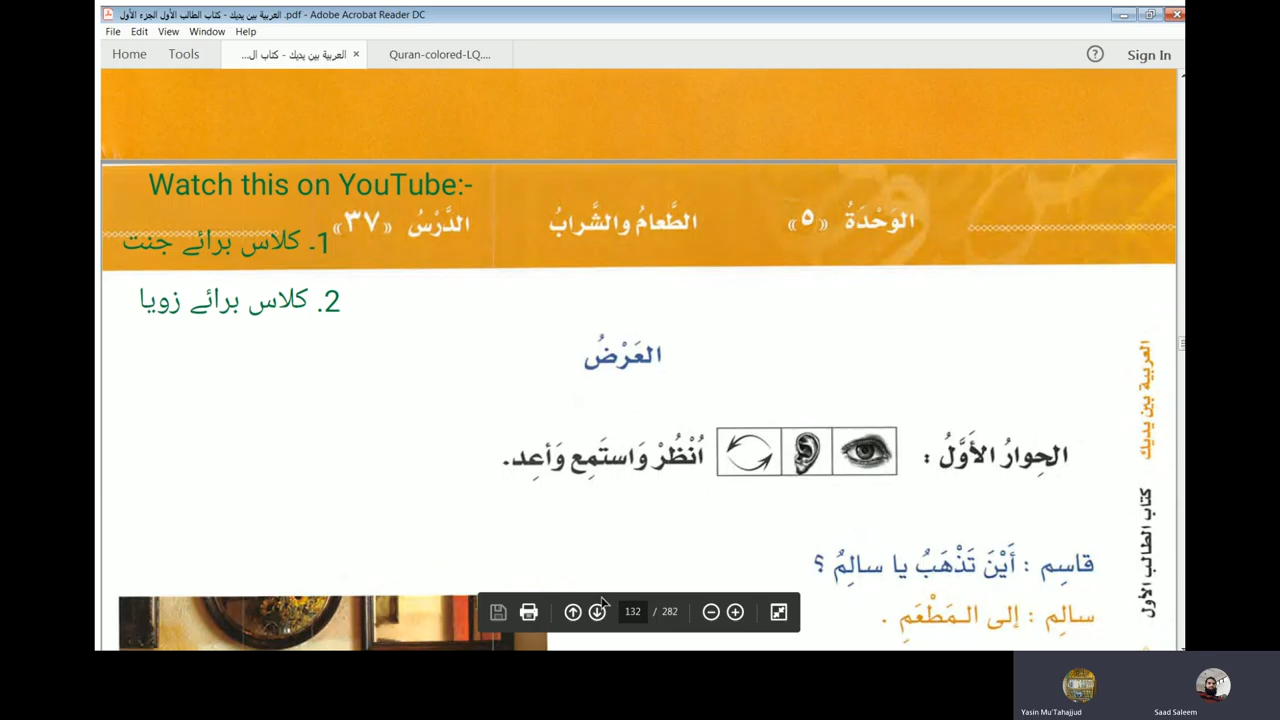 العربية بين يديك - كتاب الطالب الأول الجزء الأول .pdf - Adobe Acrobat Reader DC
File Edit View Window Help
Home Tools العربية بين يديك - كتاب ال... × Quran-colored-LQ.... ? Sign In
Watch this on YouTube:-
الوَحْدَةُ «٥» الطَّعامُ والشَّرابُ الدَّرْسُ «٣٧»
1۔ کلاس برائے جنت
2. کلاس برائے زویا
العَرْضُ
العربية بين يديك
الحِوارُ الأَوَّلُ : اُنْظُرْ وَاستَمِع وَأعِد.
كتاب الطالب الأول
قاسِم : أَيْنَ تَذْهَبُ يا سالِمُ ؟
سالِم : إلى الـمَطْعَمِ .
132 / 282
Yasin Mu'Tahajjud
Saad Saleem